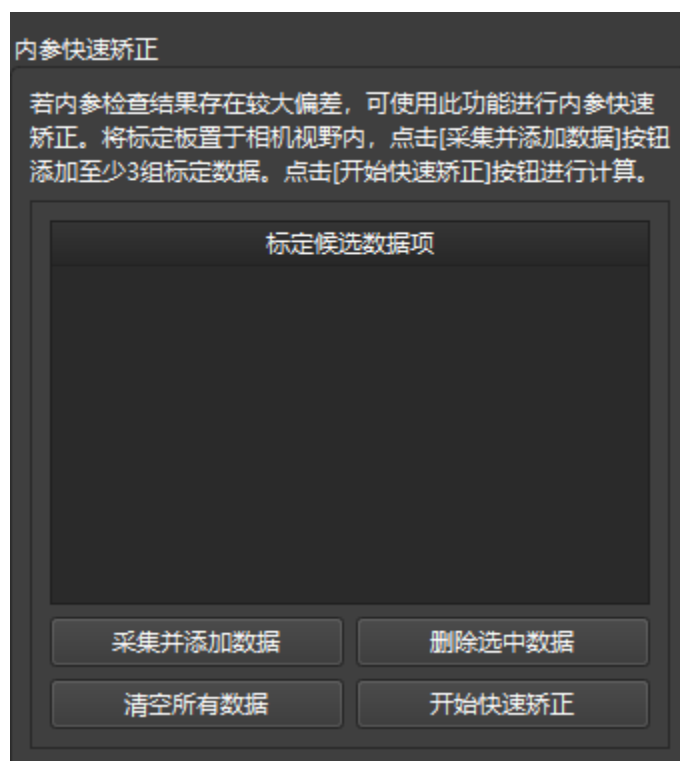 内参快速矫正
若内参检查结果存在较大偏差，可使用此功能进行内参快速
矫正。将标定板置于相机视野内，点击[采集并添加数据]按钮
添加至少3组标定数据。点击[开始快速矫正]按钮进行计算。
标定候选数据项
采集并添加数据
删除选中数据
清空所有数据
开始快速矫正